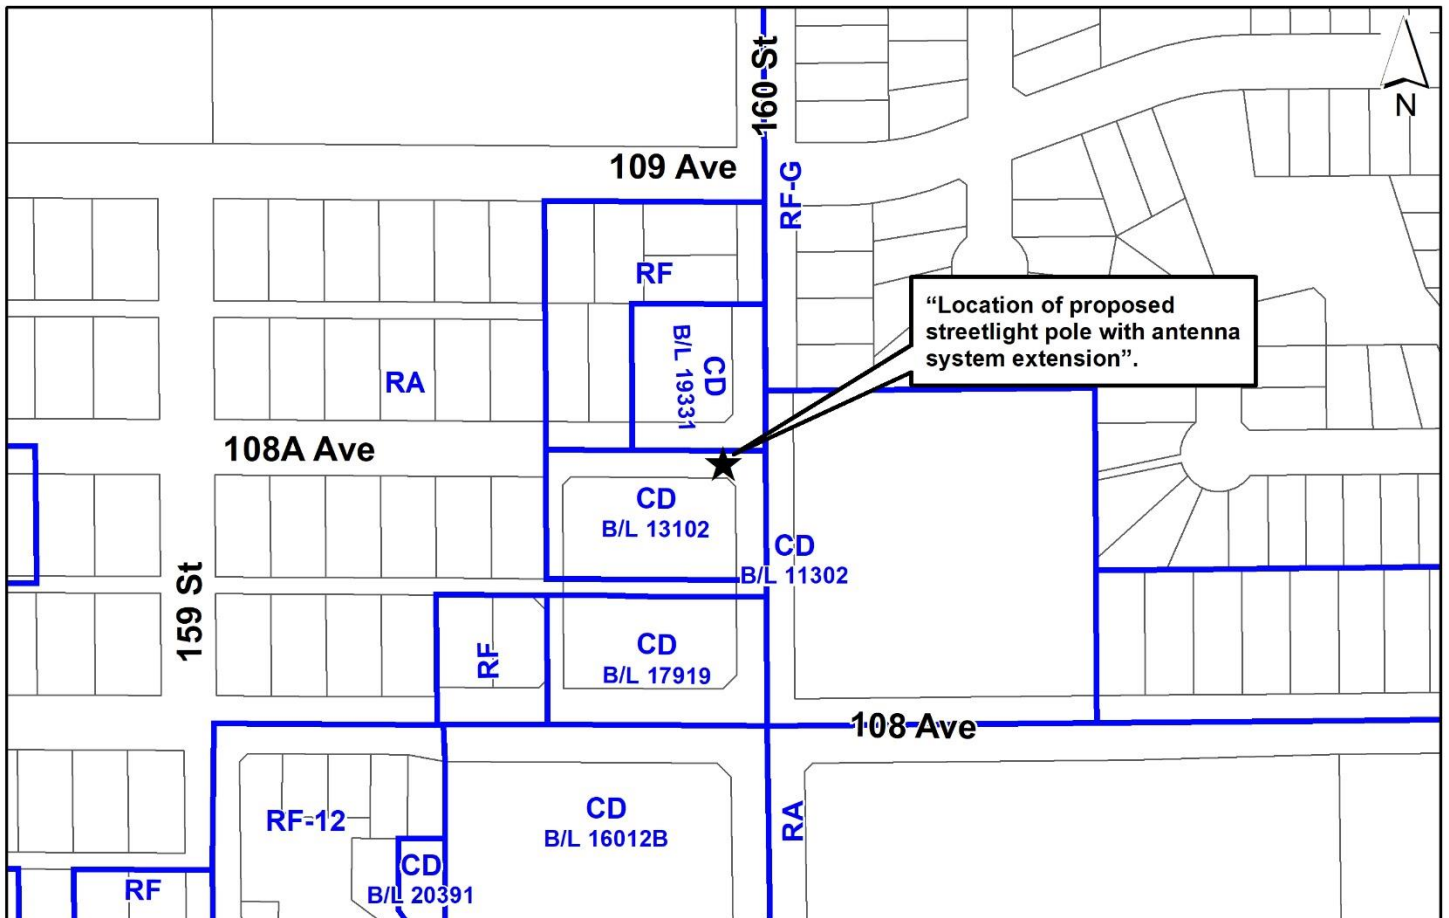 160 St
N
109 Ave
RF-G
RF
“Location of proposed
streetlight pole with antenna
system extension”.
CD
B/L 19331
RA
108A Ave
CD
B/L 13102
CD
B/L 11302
159 St
RF
CD
B/L 17919
108 Ave
RF-12
CD
B/L 16012B
RA
CD
B/L 20391
RF